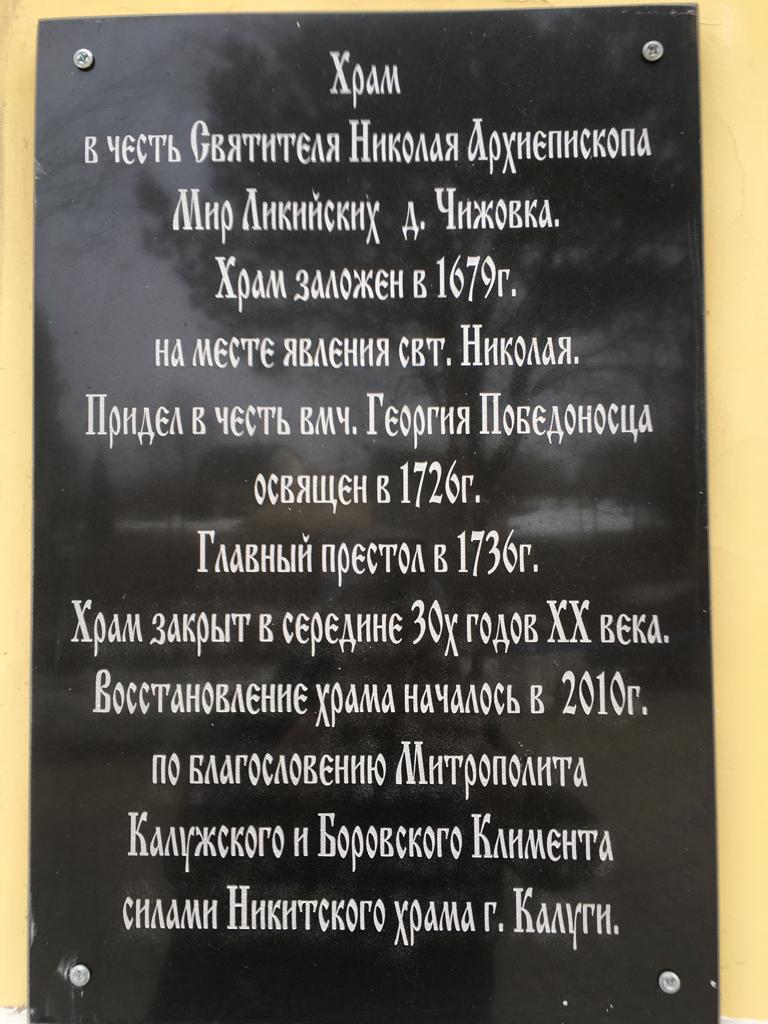 Храм
в честь Святителя Николая Архиепископа
Мир Ликийских д. Чижовка.
Храм заложен в 1679г.
на месте явления свт. Николая.
Придел в честь вмч. Георгия Победоносца
освящен в 1726г.
Главный престол в 1736г.
Храм закрыт в середине 30х годов XX века.
Восстановление храма началось в 2010г.
по благословению Митрополита
Калужского и Боровского Климента
силами Никитского храма г. Калуги.